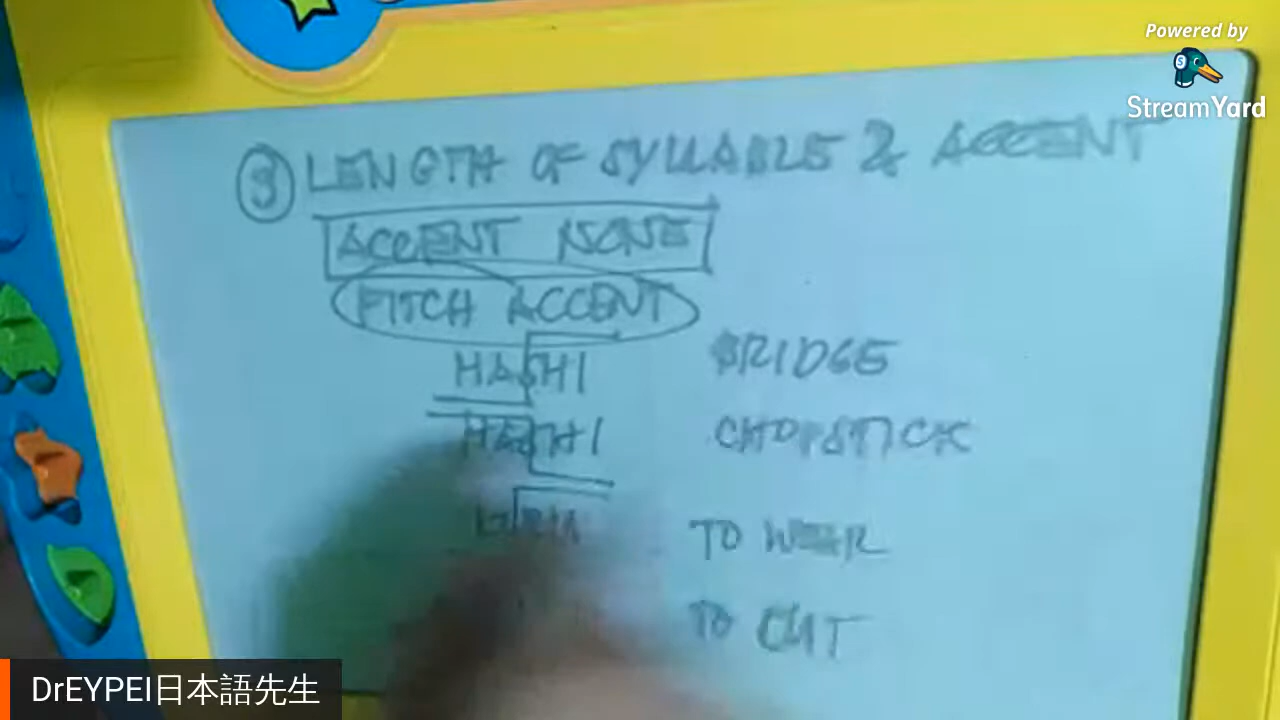 Powered by
StreamYard
③ LENGTH OF SYLLABLE & ACCENT
ACCENT NONE
PITCH ACCENT
HASHI BRIDGE
HASHI CHOPSTICK
TO WEAR
TO CUT
DrEYPEI日本語先生